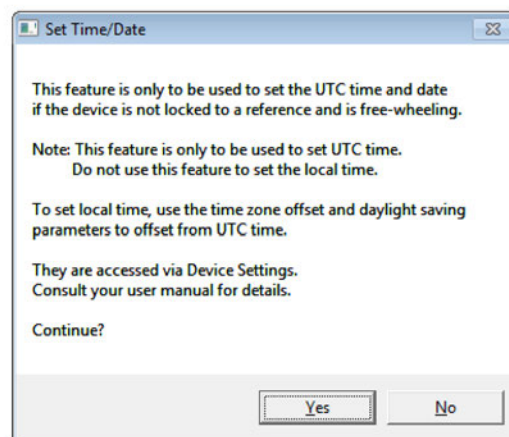 Set Time/Date
This feature is only to be used to set the UTC time and date
if the device is not locked to a reference and is free-wheeling.
Note: This feature is only to be used to set UTC time.
Do not use this feature to set the local time.
To set local time, use the time zone offset and daylight saving
parameters to offset from UTC time.
They are accessed via Device Settings.
Consult your user manual for details.
Continue?
Yes No